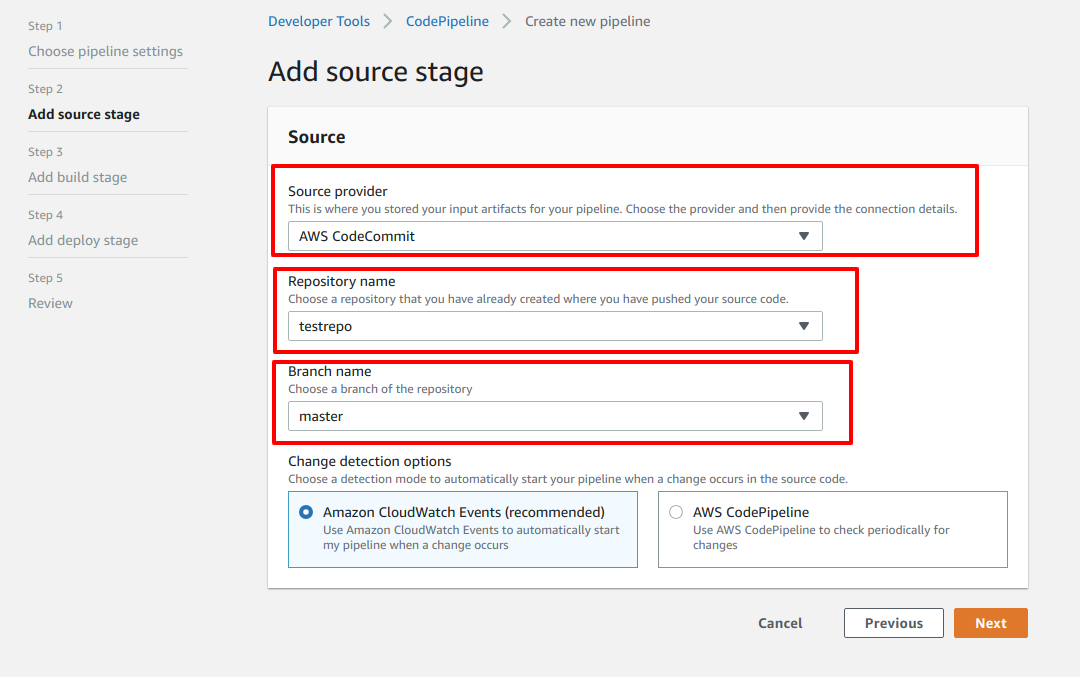 Step 1
Choose pipeline settings
Step 2
Add source stage
Step 3
Add build stage
Step 4
Add deploy stage
Step 5
Review
Developer Tools > CodePipeline > Create new pipeline
Add source stage
Source
Source provider
This is where you stored your input artifacts for your pipeline. Choose the provider and then provide the connection details.
AWS CodeCommit
Repository name
Choose a repository that you have already created where you have pushed your source code.
testrepo
Branch name
Choose a branch of the repository
master
Change detection options
Choose a detection mode to automatically start your pipeline when a change occurs in the source code.
Amazon CloudWatch Events (recommended)
Use Amazon CloudWatch Events to automatically start
my pipeline when a change occurs
AWS CodePipeline
Use AWS CodePipeline to check periodically for
changes
Cancel
Previous
Next